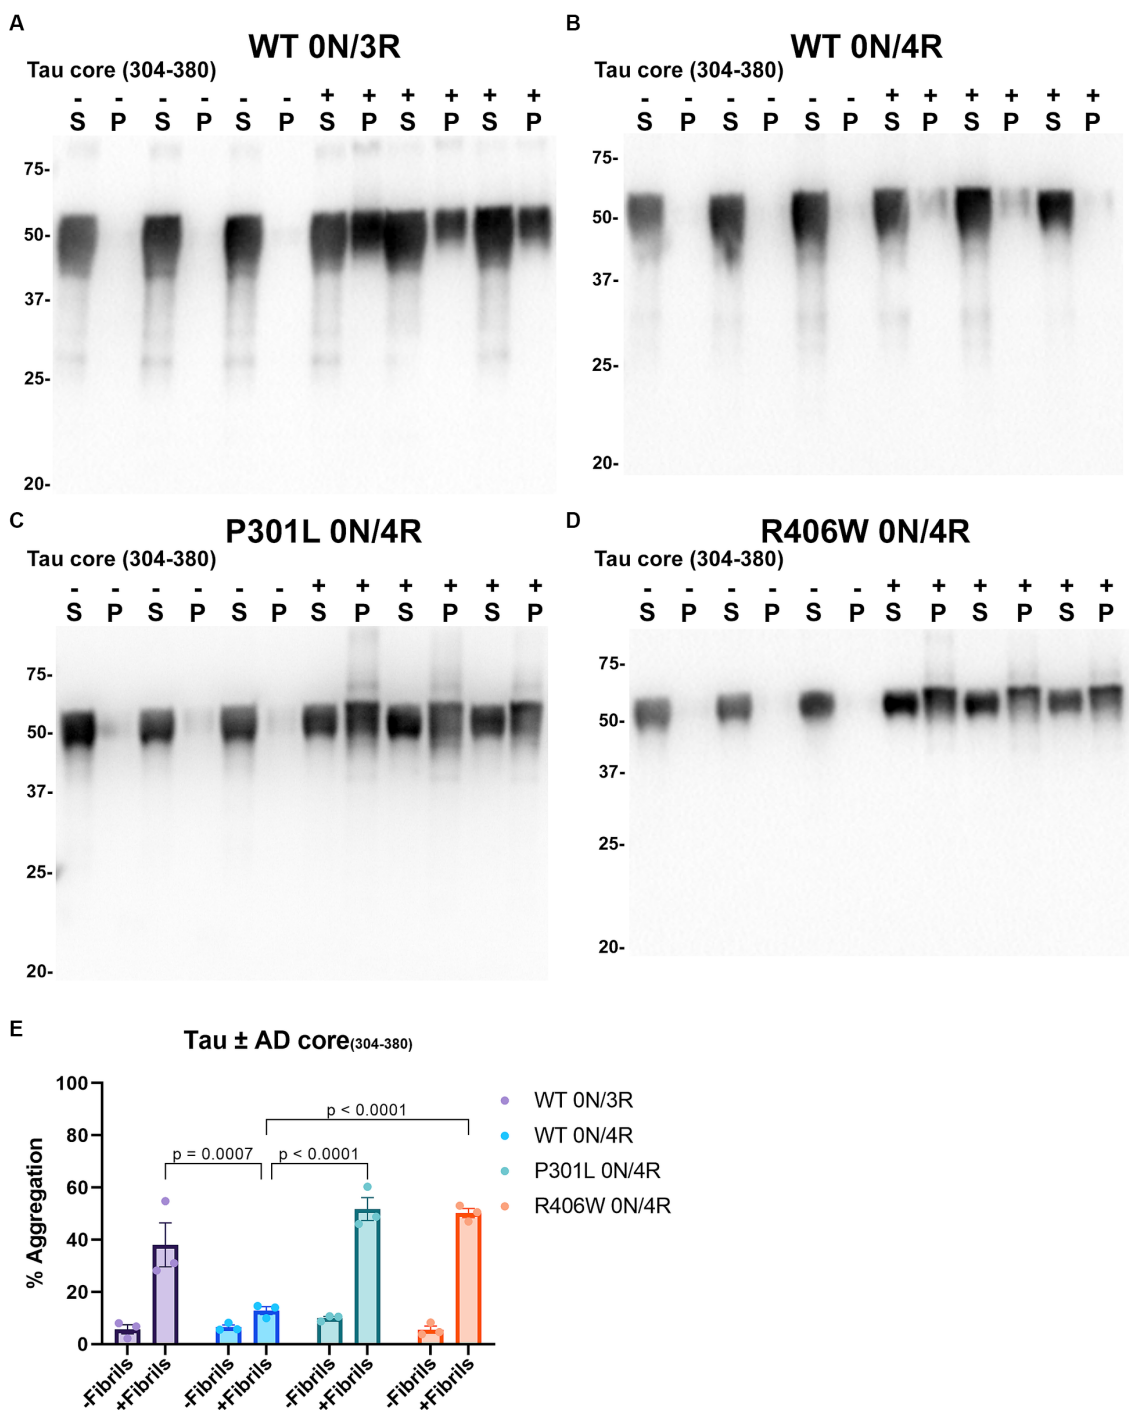 A
WT 0N/3R
Tau core (304-380)
- - - - - - + + + + + +
S P S P S P S P S P S P
75-
50-
37-
25-
20-
B
WT 0N/4R
Tau core (304-380)
- - - - - - + + + + + +
S P S P S P S P S P S P
75-
50-
37-
25-
20-
C
P301L 0N/4R
Tau core (304-380)
- - - - - - + + + + + +
S P S P S P S P S P S P
75-
50-
37-
25-
20-
D
R406W 0N/4R
Tau core (304-380)
- - - - - - + + + + + +
S P S P S P S P S P S P
75-
50-
37-
25-
20-
E
Tau ± AD core(304-380)
% Aggregation
100
80
60
40
20
0
p < 0.0001
p = 0.0007
p < 0.0001
-Fibrils
+Fibrils
-Fibrils
+Fibrils
-Fibrils
+Fibrils
-Fibrils
+Fibrils
WT 0N/3R
WT 0N/4R
P301L 0N/4R
R406W 0N/4R